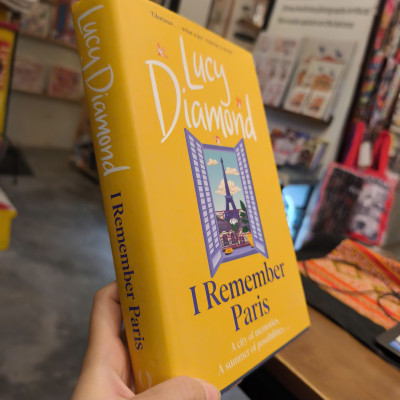 Lucy
Diamond
I Remember
Paris
A city of memories.
A summer of possibilities...
Lucy Diamond
I Remember Paris